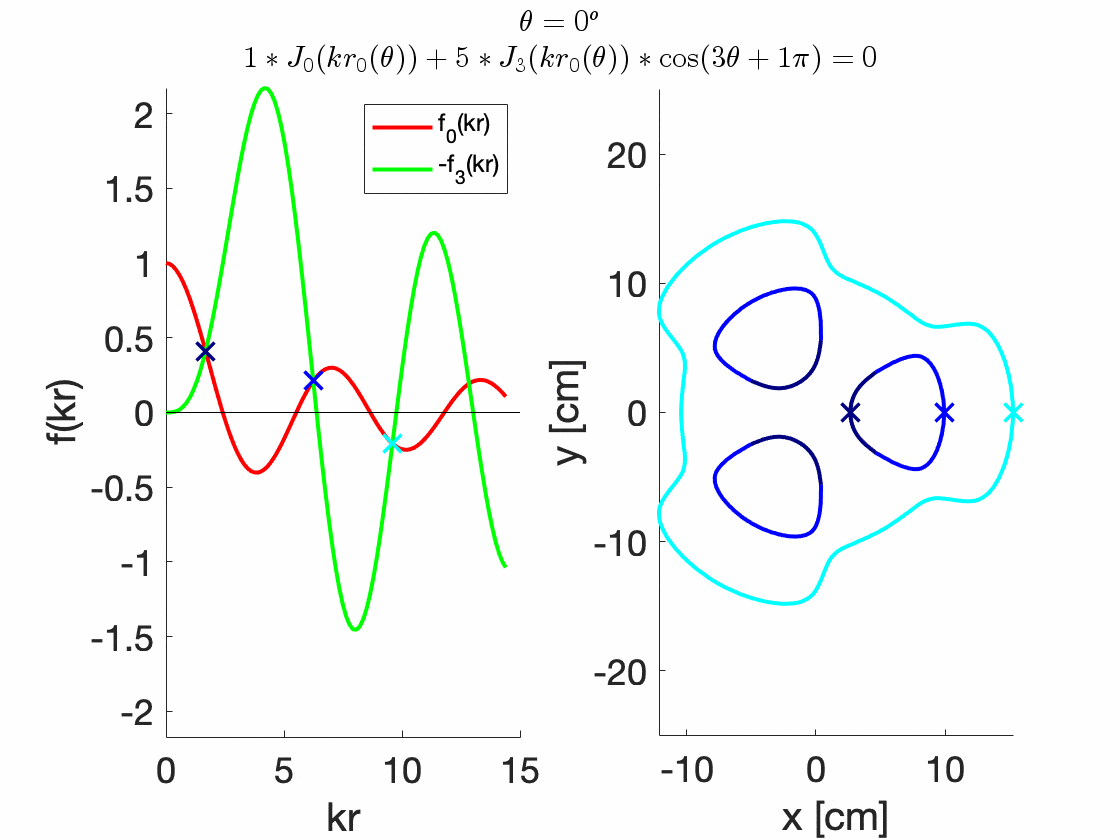 θ = 0º
1 * J₀(kr₀(θ)) + 5 * J₃(kr₀(θ)) * cos(3θ + 1π) = 0
f₀(kr)
-f₃(kr)
2
1.5
1
0.5
0
-0.5
-1
-1.5
-2
f(kr)
0 5 10 15
kr
20
10
0
-10
-20
y [cm]
-10 0 10
x [cm]